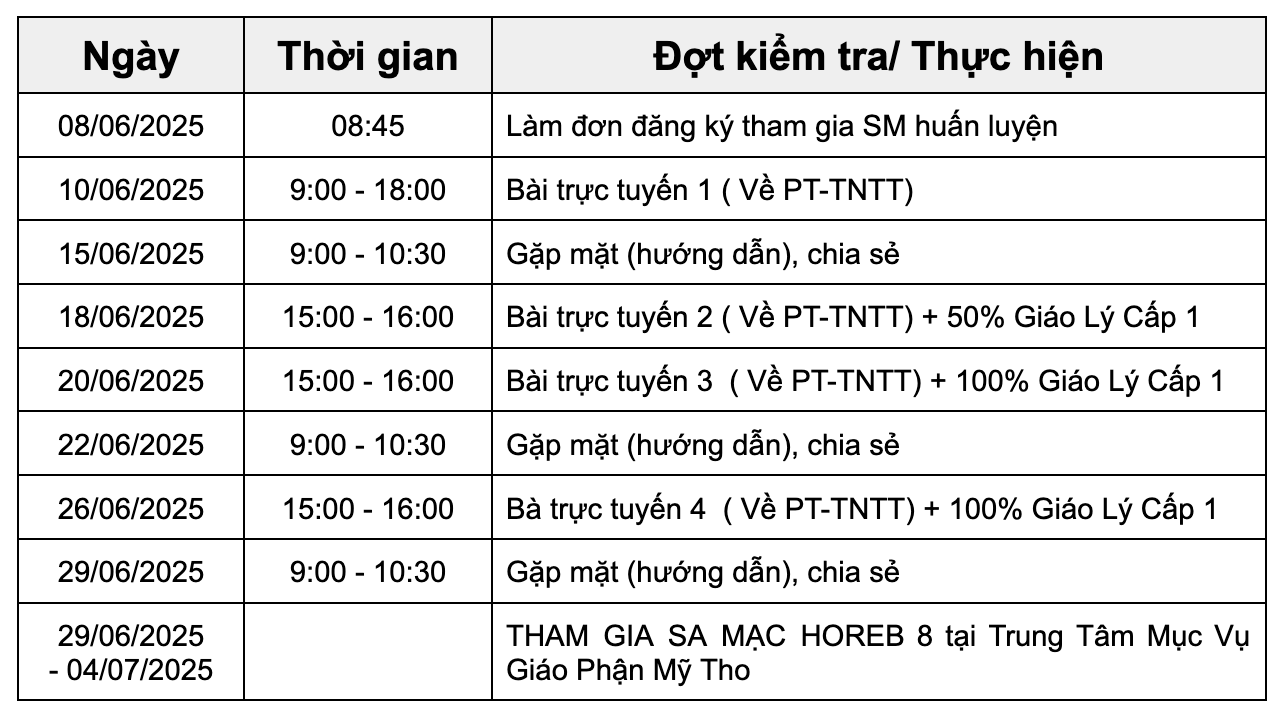 Ngày Thời gian Đợt kiểm tra/ Thực hiện
08/06/2025 08:45 Làm đơn đăng ký tham gia SM huấn luyện
10/06/2025 9:00 - 18:00 Bài trực tuyến 1 ( Về PT-TNTT)
15/06/2025 9:00 - 10:30 Gặp mặt (hướng dẫn), chia sẻ
18/06/2025 15:00 - 16:00 Bài trực tuyến 2 ( Về PT-TNTT) + 50% Giáo Lý Cấp 1
20/06/2025 15:00 - 16:00 Bài trực tuyến 3  ( Về PT-TNTT) + 100% Giáo Lý Cấp 1
22/06/2025 9:00 - 10:30 Gặp mặt (hướng dẫn), chia sẻ
26/06/2025 15:00 - 16:00 Bà trực tuyến 4  ( Về PT-TNTT) + 100% Giáo Lý Cấp 1
29/06/2025 9:00 - 10:30 Gặp mặt (hướng dẫn), chia sẻ
29/06/2025
- 04/07/2025
THAM GIA SA MẠC HOREB 8 tại Trung Tâm Mục Vụ
Giáo Phận Mỹ Tho